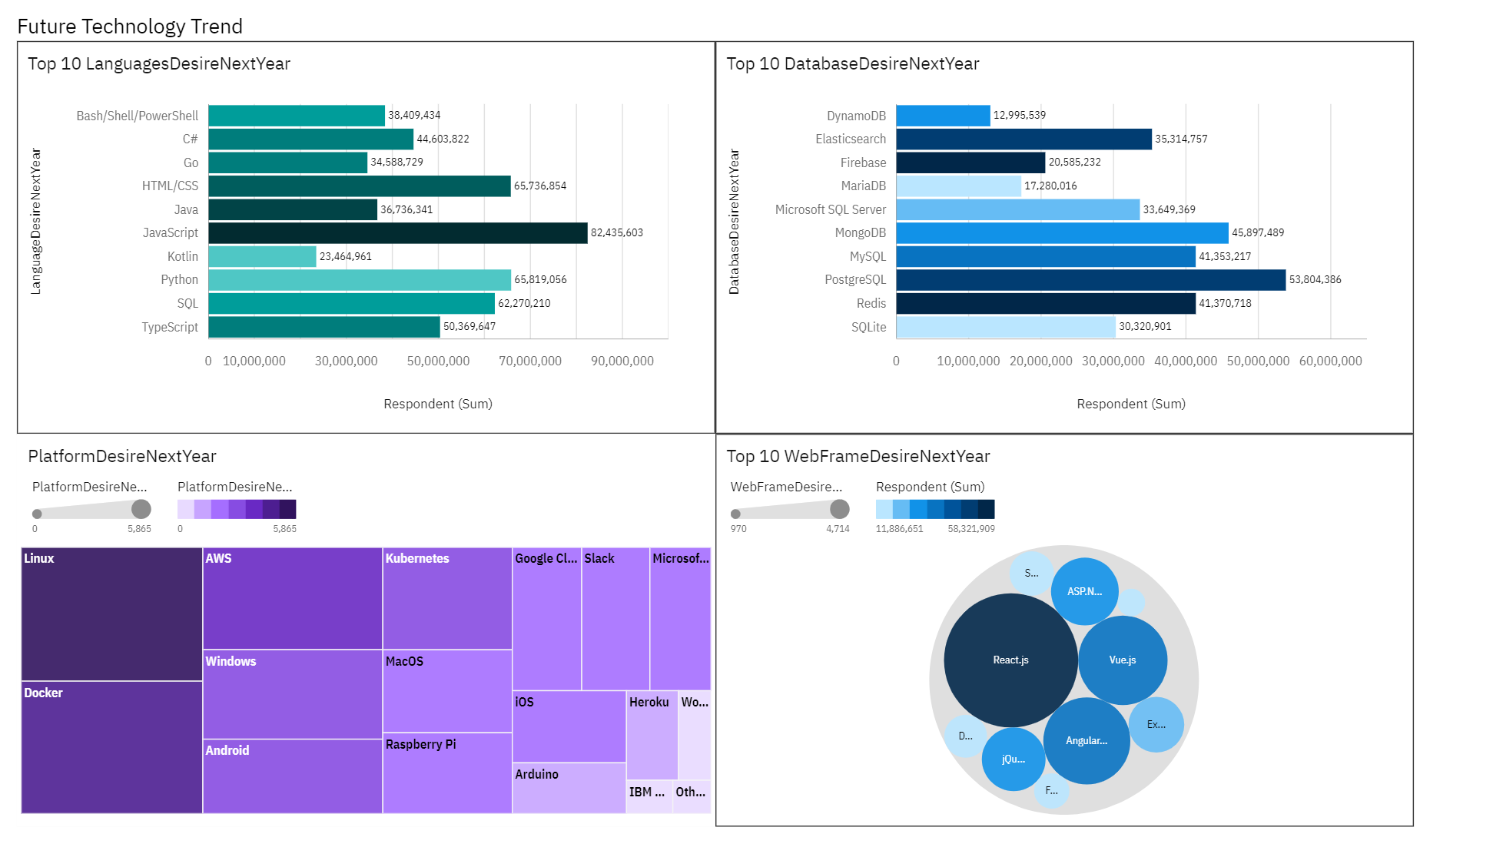 Future Technology Trend
Top 10 LanguagesDesireNextYear
LanguageDesireNextYear
Bash/Shell/PowerShell 38,409,434
C# 44,603,822
Go 34,588,729
HTML/CSS 65,736,854
Java 36,736,341
JavaScript 82,435,603
Kotlin 23,464,961
Python 65,819,056
SQL 62,270,210
TypeScript 50,369,647
0 10,000,000 30,000,000 50,000,000 70,000,000 90,000,000
Respondent (Sum)
Top 10 DatabaseDesireNextYear
DatabaseDesireNextYear
DynamoDB 12,995,539
Elasticsearch 35,314,757
Firebase 20,585,232
MariaDB 17,280,016
Microsoft SQL Server 33,649,369
MongoDB 45,897,489
MySQL 41,353,217
PostgreSQL 53,804,386
Redis 41,370,718
SQLite 30,320,901
0 10,000,000 20,000,000 30,000,000 40,000,000 50,000,000 60,000,000
Respondent (Sum)
PlatformDesireNextYear
PlatformDesireNe... PlatformDesireNe...
0 5,865 0 5,865
Linux AWS Kubernetes Google Cl... Slack Microsof...
Windows MacOS
Docker iOS Heroku Wo...
Android Raspberry Pi
Arduino IBM ... Oth...
Top 10 WebFrameDesireNextYear
WebFrameDesire... Respondent (Sum)
970 4,714 11,886,651 58,321,909
S...
ASP.N...
React.js Vue.js
Ex...
D... Angular...
jQu...
F...